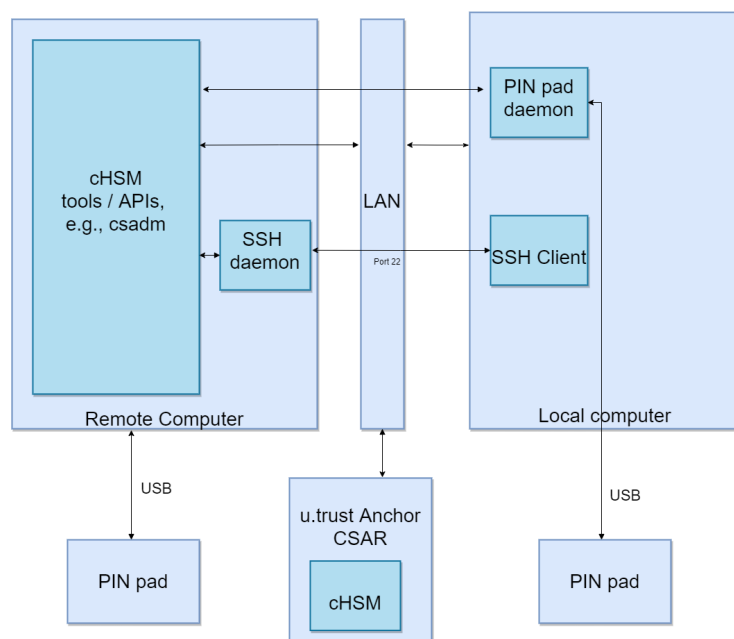 PIN pad
daemon
cHSM
tools / APIs,
e.g., csadm
LAN
SSH
daemon
SSH Client
Port 22
Remote Computer
Local computer
USB
USB
u.trust Anchor
CSAR
PIN pad
PIN pad
cHSM